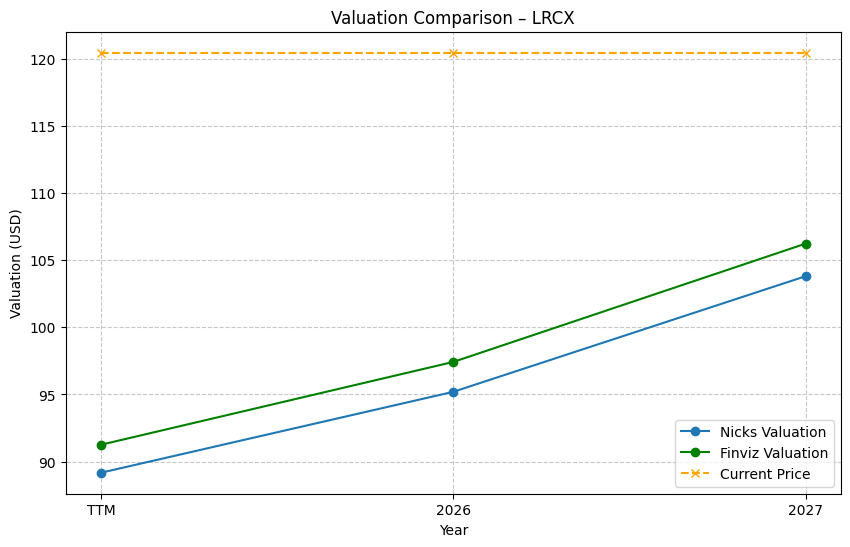 Valuation Comparison – LRCX
Valuation (USD)
120
115
110
105
100
95
90
TTM
2026
2027
Year
Nicks Valuation
Finviz Valuation
Current Price